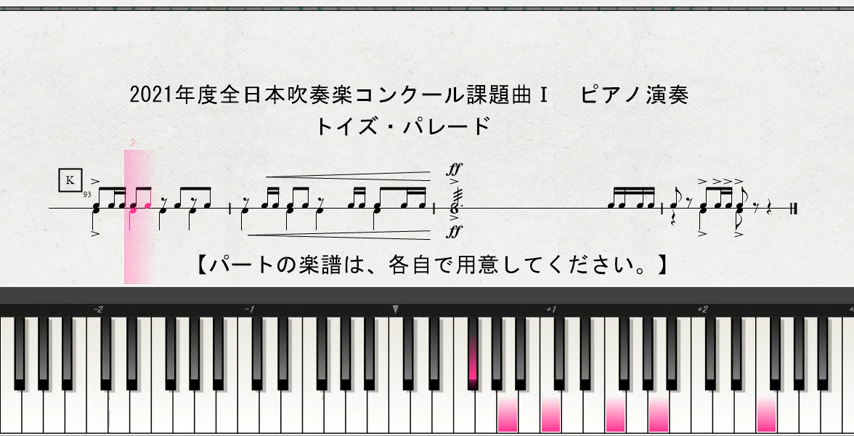 2021年度全日本吹奏楽コンクール課題曲Ⅰ　ピアノ演奏
トイズ・パレード
2
K
93
ff
ff
【パートの楽譜は、各自で用意してください。】
-2 -1 +1 +2